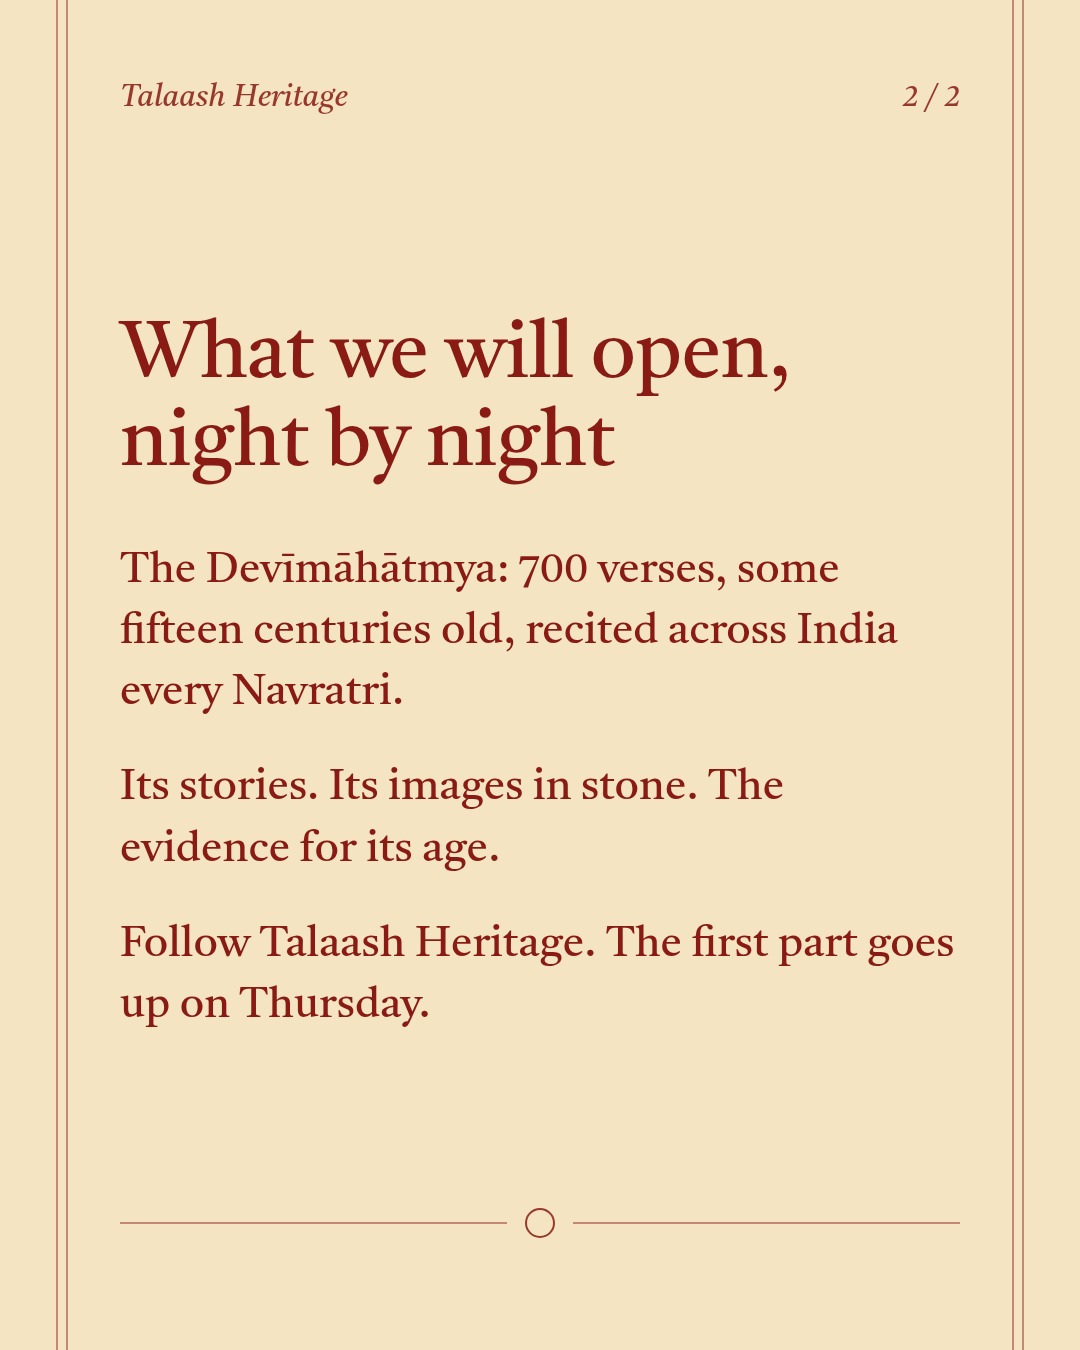 Talaash Heritage
2 / 2
What we will open,
night by night
The Devīmāhātmya: 700 verses, some
fifteen centuries old, recited across India
every Navratri.
Its stories. Its images in stone. The
evidence for its age.
Follow Talaash Heritage. The first part goes
up on Thursday.